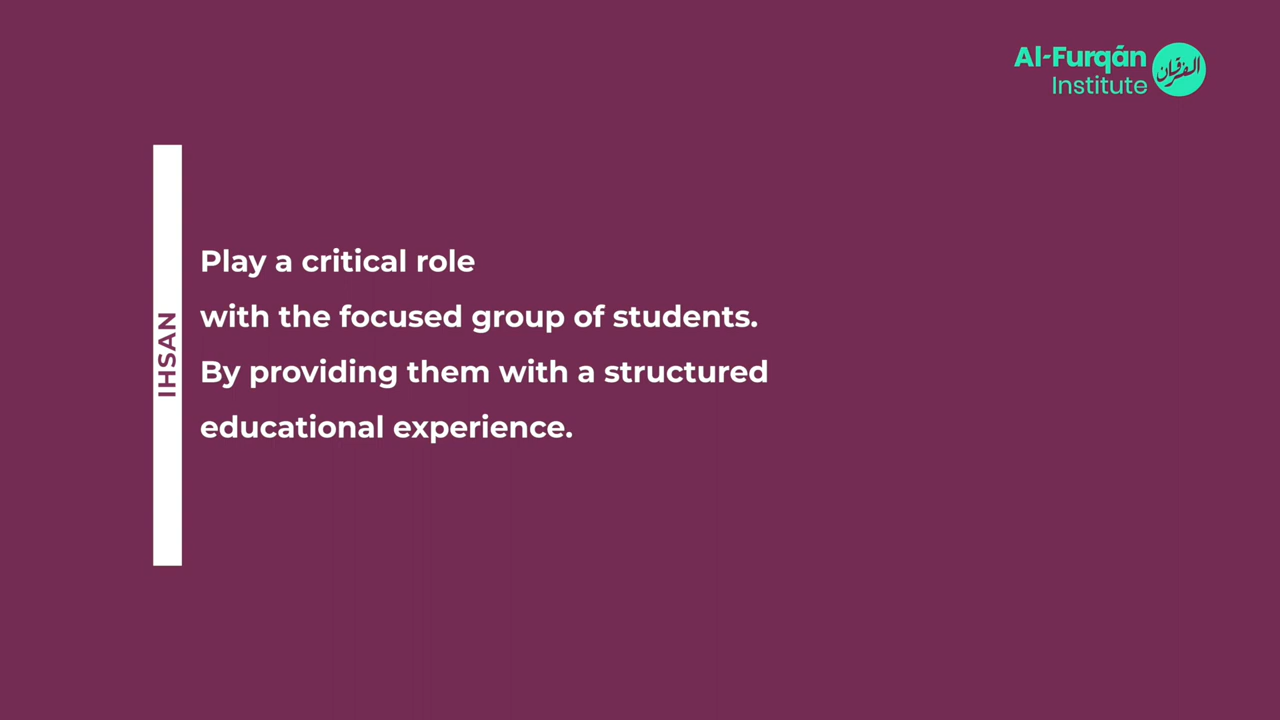 Al-Furqán
Institute
الفرقان
IHSAN
Play a critical role
with the focused group of students.
By providing them with a structured
educational experience.